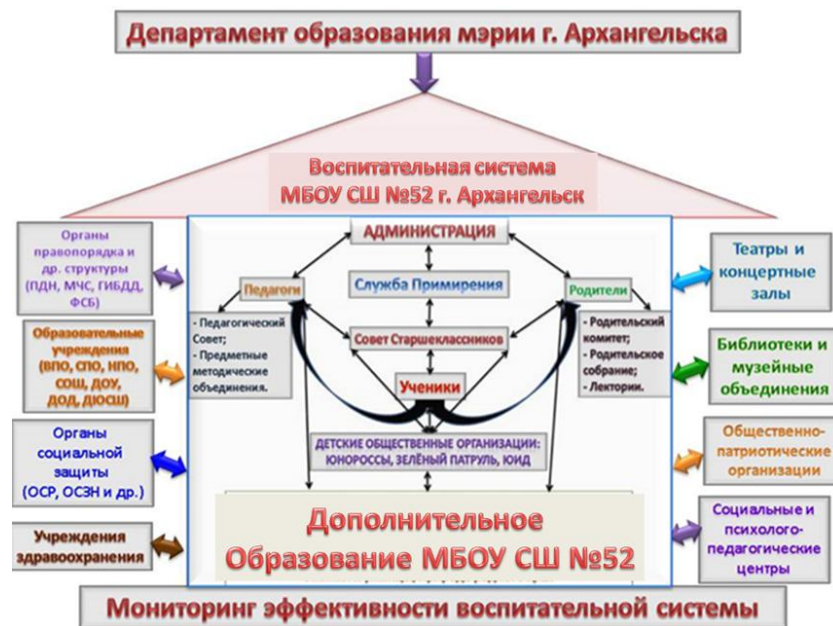 Департамент образования мэрии г. Архангельска
Воспитательная система
МБОУ СШ №52 г. Архангельск
Органы
правопорядка и
др. структуры
(ПДН, МЧС, ГИБДД,
ФСБ)
Образовательные
учреждения
(ВПО, СПО, НПО,
СОШ, ДОУ,
ДОД, ДЮСШ)
Органы
социальной
защиты
(ОСР, ОСЗН и др.)
Учреждения
здравоохранения
АДМИНИСТРАЦИЯ
Педагоги
Служба Примирения
Родители
- Педагогический
Совет;
- Предметные
методические
объединения.
Совет Старшеклассников
- Родительский
комитет;
- Родительское
собрание;
- Лектории.
Ученики
ДЕТСКИЕ ОБЩЕСТВЕННЫЕ ОРГАНИЗАЦИИ:
ЮНОРОССЫ, ЗЕЛЁНЫЙ ПАТРУЛЬ, ЮИД
Дополнительное
Образование МБОУ СШ №52
Театры и
концертные
залы
Библиотеки и
музейные
объединения
Общественно-
патриотические
организации
Социальные и
психолого-
педагогические
центры
Мониторинг эффективности воспитательной системы